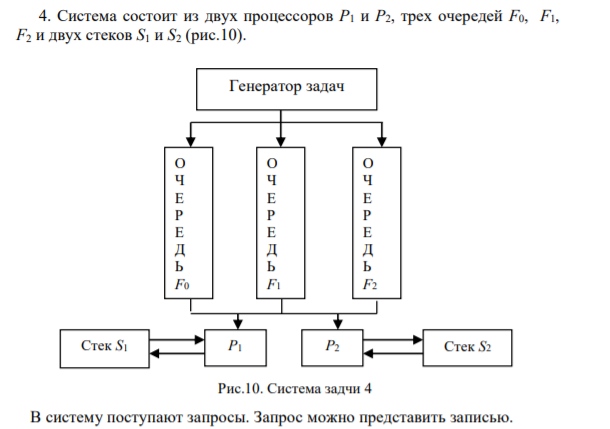 4. Система состоит из двух процессоров P1 и P2, трех очередей F0, F1,
F2 и двух стеков S1 и S2 (рис.10).
Генератор задач
О
Ч
Е
Р
Е
Д
Ь
F0
О
Ч
Е
Р
Е
Д
Ь
F1
О
Ч
Е
Р
Е
Д
Ь
F2
Стек S1
P1
P2
Стек S2
Рис.10. Система задчи 4
В систему поступают запросы. Запрос можно представить записью.